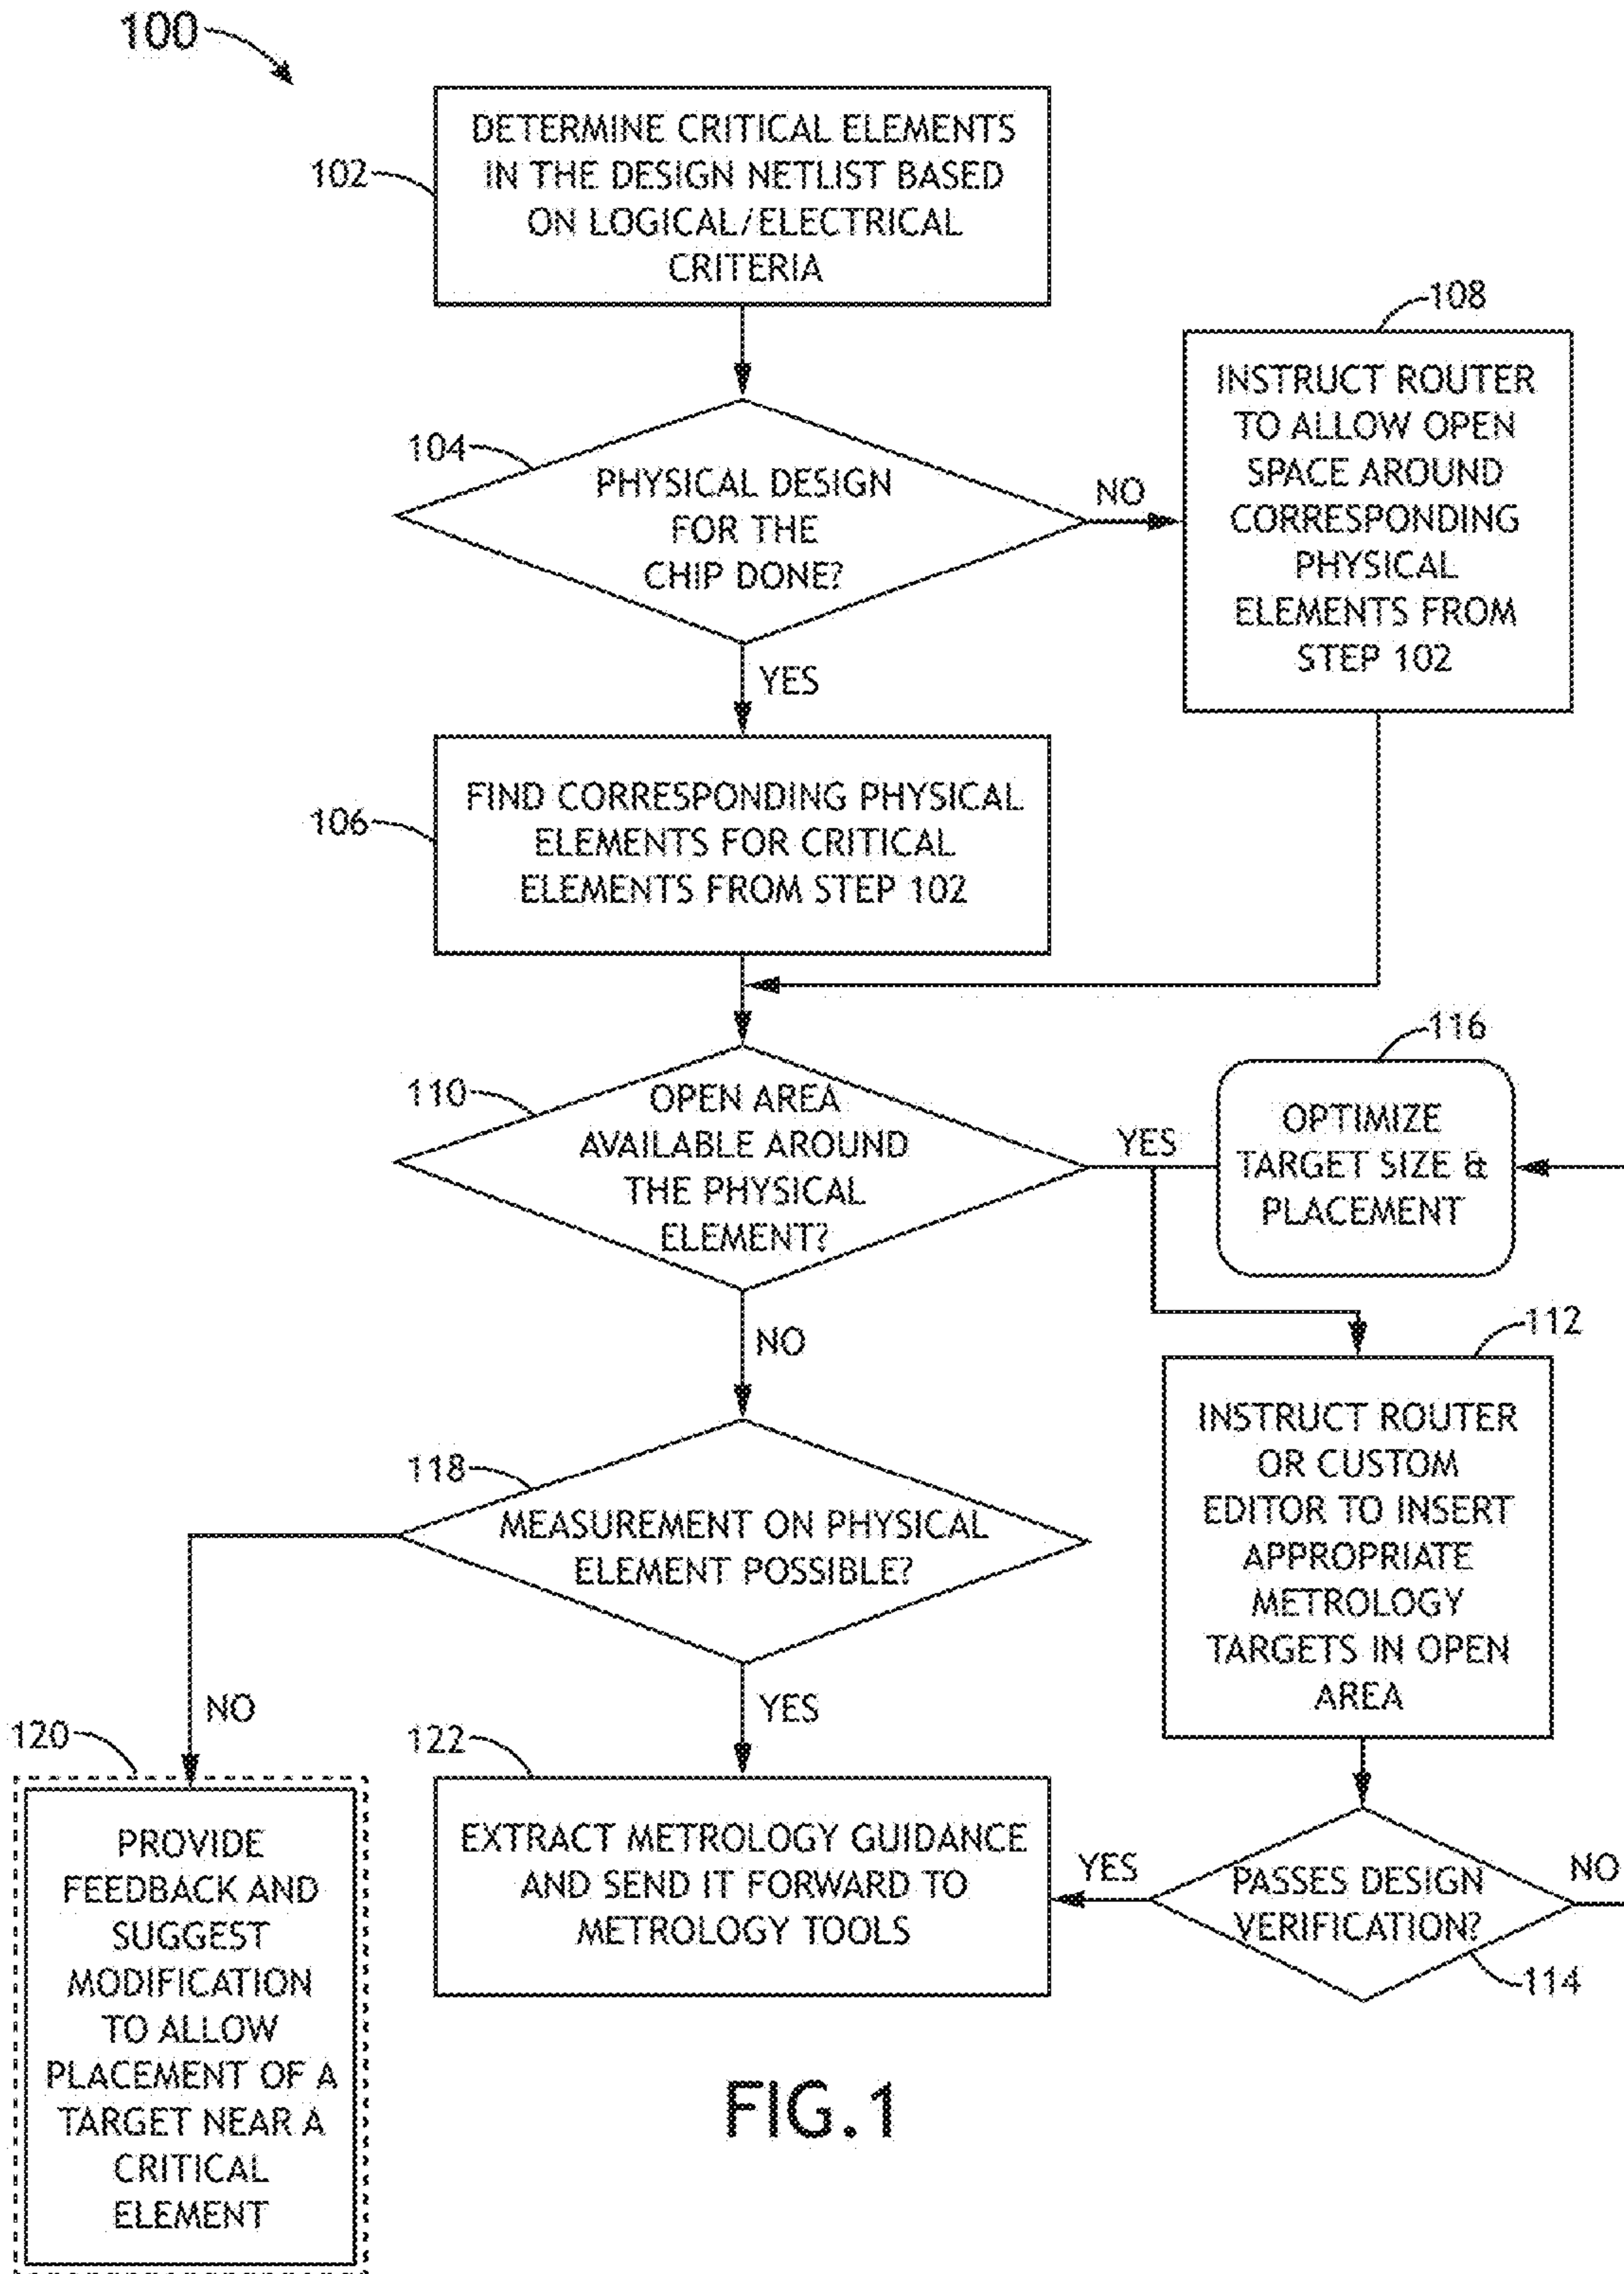 100
102
DETERMINE CRITICAL ELEMENTS
IN THE DESIGN NETLIST BASED
ON LOGICAL/ELECTRICAL
CRITERIA
108
INSTRUCT ROUTER
TO ALLOW OPEN
SPACE AROUND
CORRESPONDING
PHYSICAL
ELEMENTS FROM
STEP 102
104
PHYSICAL DESIGN
FOR THE
CHIP DONE?
NO
YES
106
FIND CORRESPONDING PHYSICAL
ELEMENTS FOR CRITICAL
ELEMENTS FROM STEP 102
110
OPEN AREA
AVAILABLE AROUND
THE PHYSICAL
ELEMENT?
YES
116
OPTIMIZE
TARGET SIZE &
PLACEMENT
NO
112
INSTRUCT ROUTER
OR CUSTOM
EDITOR TO INSERT
APPROPRIATE
METROLOGY
TARGETS IN OPEN
AREA
118
MEASUREMENT ON PHYSICAL
ELEMENT POSSIBLE?
NO
YES
120
PROVIDE
FEEDBACK AND
SUGGEST
MODIFICATION
TO ALLOW
PLACEMENT OF A
TARGET NEAR A
CRITICAL
ELEMENT
122
EXTRACT METROLOGY GUIDANCE
AND SEND IT FORWARD TO
METROLOGY TOOLS
YES
PASSES DESIGN
VERIFICATION?
NO
114
FIG.1